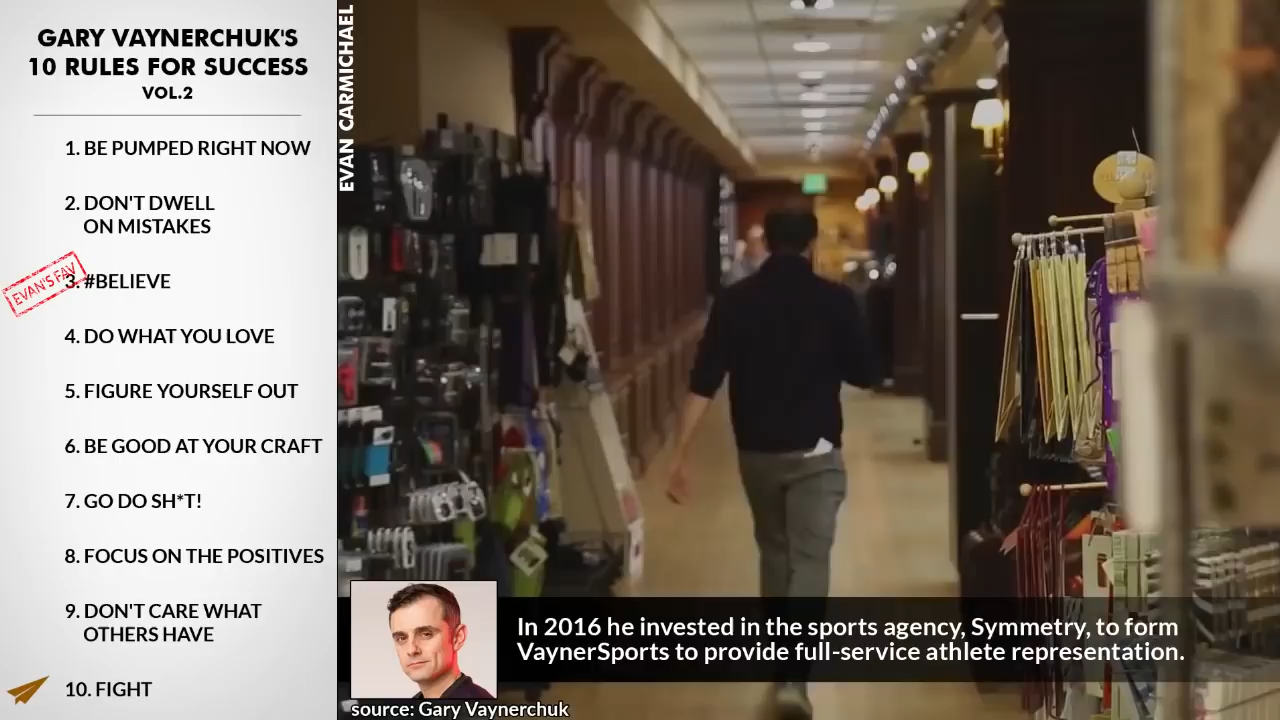 GARY VAYNERCHUK'S
10 RULES FOR SUCCESS
VOL.2
1. BE PUMPED RIGHT NOW
2. DON'T DWELL
ON MISTAKES
EVAN'S FAV
3. #BELIEVE
4. DO WHAT YOU LOVE
5. FIGURE YOURSELF OUT
6. BE GOOD AT YOUR CRAFT
7. GO DO SH*T!
8. FOCUS ON THE POSITIVES
9. DON'T CARE WHAT
OTHERS HAVE
10. FIGHT
EVAN CARMICHAEL
In 2016 he invested in the sports agency, Symmetry, to form
VaynerSports to provide full-service athlete representation.
source: Gary Vaynerchuk